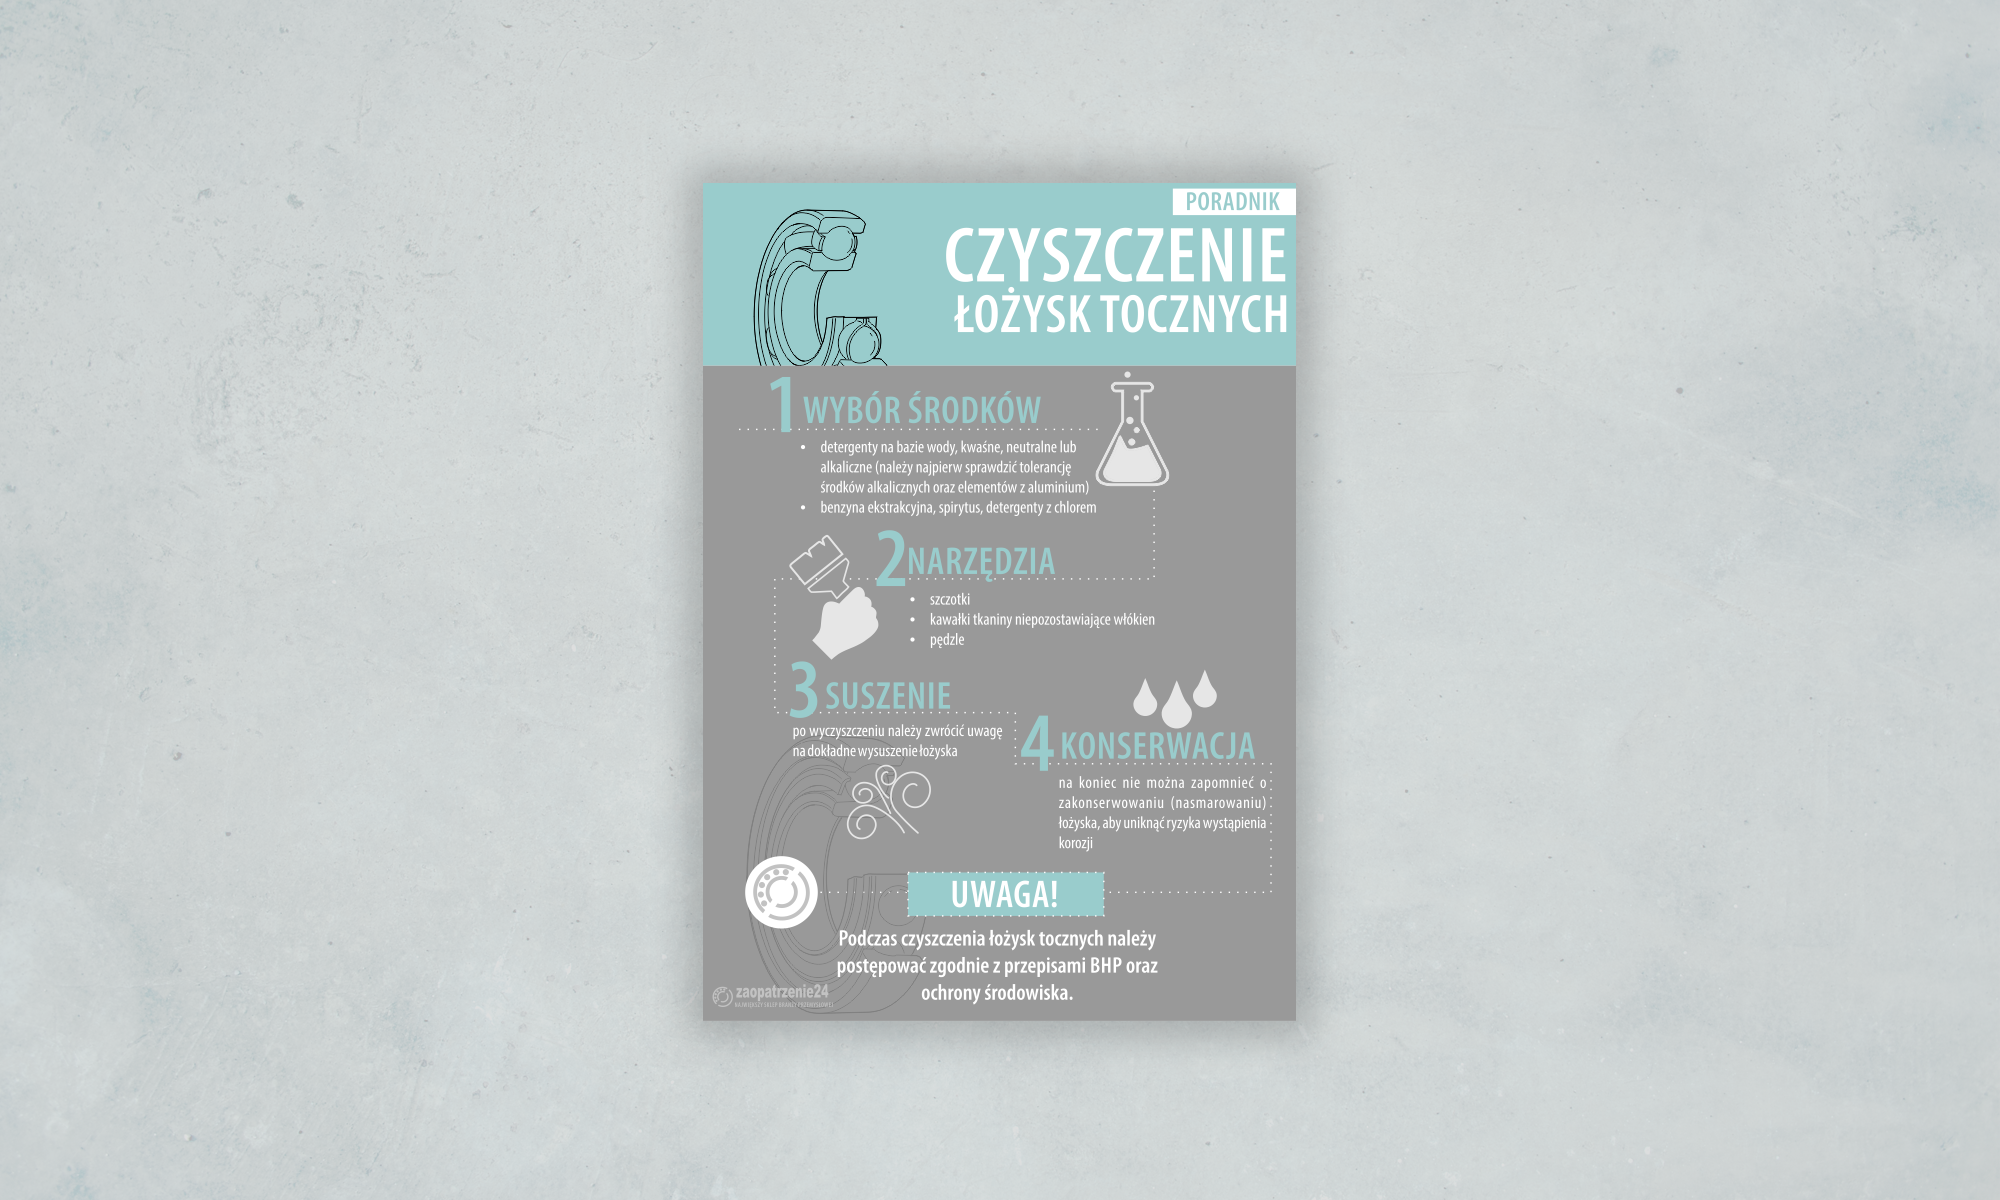 PORADNIK
CZYSZCZENIE
ŁOŻYSK TOCZNYCH
1 WYBÓR ŚRODKÓW
• detergenty na bazie wody, kwaśne, neutralne lub
alkaliczne (należy najpierw sprawdzić tolerancję
środków alkalicznych oraz elementów z aluminium)
• benzyna ekstrakcyjna, spirytus, detergenty z chlorem
2 NARZĘDZIA
• szczotki
• kawałki tkaniny niepozostawiające włókien
• pędzle
3 SUSZENIE
po wyczyszczeniu należy zwrócić uwagę
na dokładne wysuszenie łożyska
4 KONSERWACJA
na koniec nie można zapomnieć o
zakonserwowaniu (nasmarowaniu)
łożyska, aby uniknąć ryzyka wystąpienia
korozji
UWAGA!
Podczas czyszczenia łożysk tocznych należy
postępować zgodnie z przepisami BHP oraz
ochrony środowiska.
zaopatrzenie24
NAJWIĘKSZY SKLEP BRANŻY PRZEMYSŁOWEJ